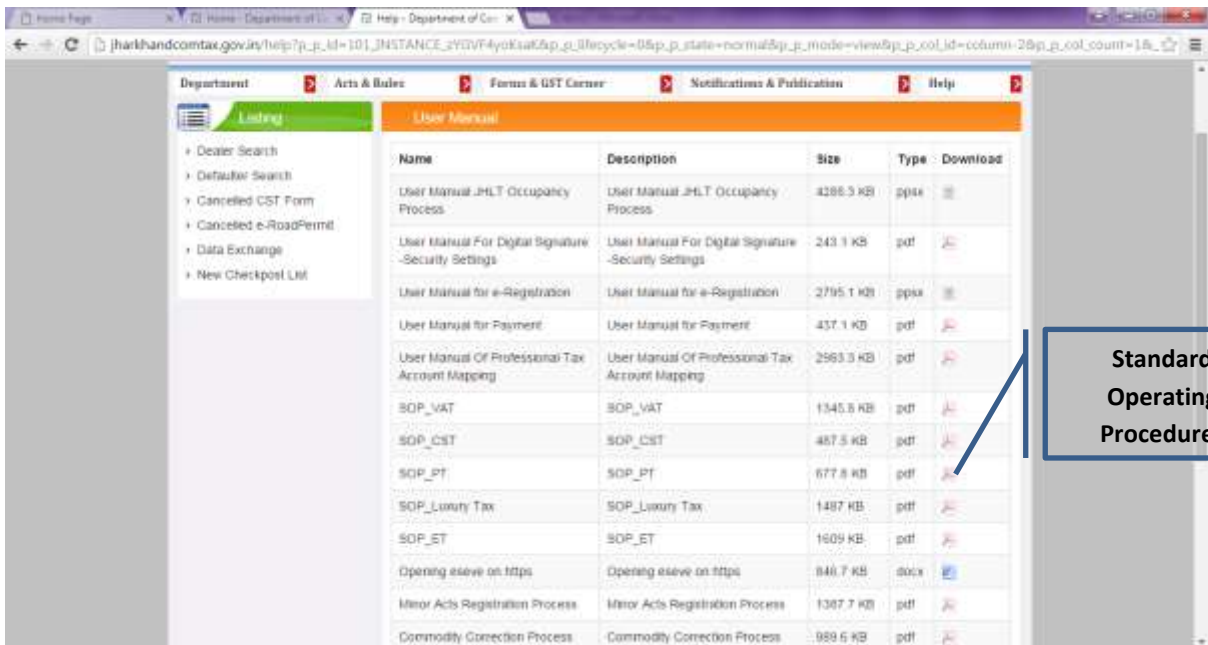 Home Page
Help - Department of Con
jharkhandcomtax.gov.in/help?p_p_id=101_INSTANCE_zYGVF4yoKsaK&p_p_lifecycle=0&p_p_state=normal&p_p_mode=view&p_p_col_id=column-2&p_p_col_count=1&
Department
Acts & Rules
Forms & GST Corner
Notifications & Publication
Help
Listing
User Manual
Dealer Search
Defaulter Search
Cancelled CST Form
Cancelled e-RoadPermit
Data Exchange
New Checkpost List
Name Description Size Type Download
User Manual JHLT Occupancy Process User Manual JHLT Occupancy Process 4286.3 KB ppsx
User Manual For Digital Signature -Security Settings User Manual For Digital Signature -Security Settings 243.1 KB pdf
User Manual for e-Registration User Manual for e-Registration 2795.1 KB ppsx
User Manual for Payment User Manual for Payment 437.1 KB pdf
User Manual Of Professional Tax Account Mapping User Manual Of Professional Tax Account Mapping 2963.3 KB pdf
SOP_VAT SOP_VAT 1345.8 KB pdf
SOP_CST SOP_CST 487.5 KB pdf
SOP_PT SOP_PT 677.8 KB pdf
SOP_Luxury Tax SOP_Luxury Tax 1487 KB pdf
SOP_ET SOP_ET 1609 KB pdf
Opening eseve on https Opening eseve on https 846.7 KB docx
Minor Acts Registration Process Minor Acts Registration Process 1387.7 KB pdf
Commodity Correction Process Commodity Correction Process 989.6 KB pdf
Standard
Operating
Procedure